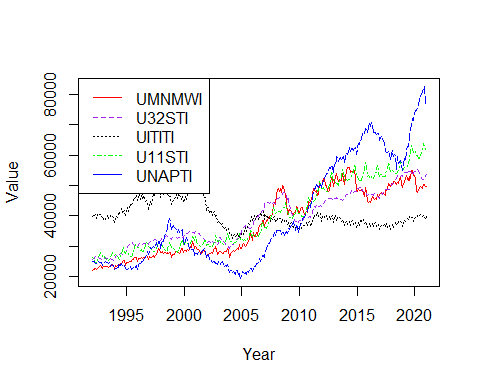 UMNMWI
U32STI
UITITI
U11STI
UNAPTI
Value
20000
40000
60000
80000
1995
2000
2005
2010
2015
2020
Year